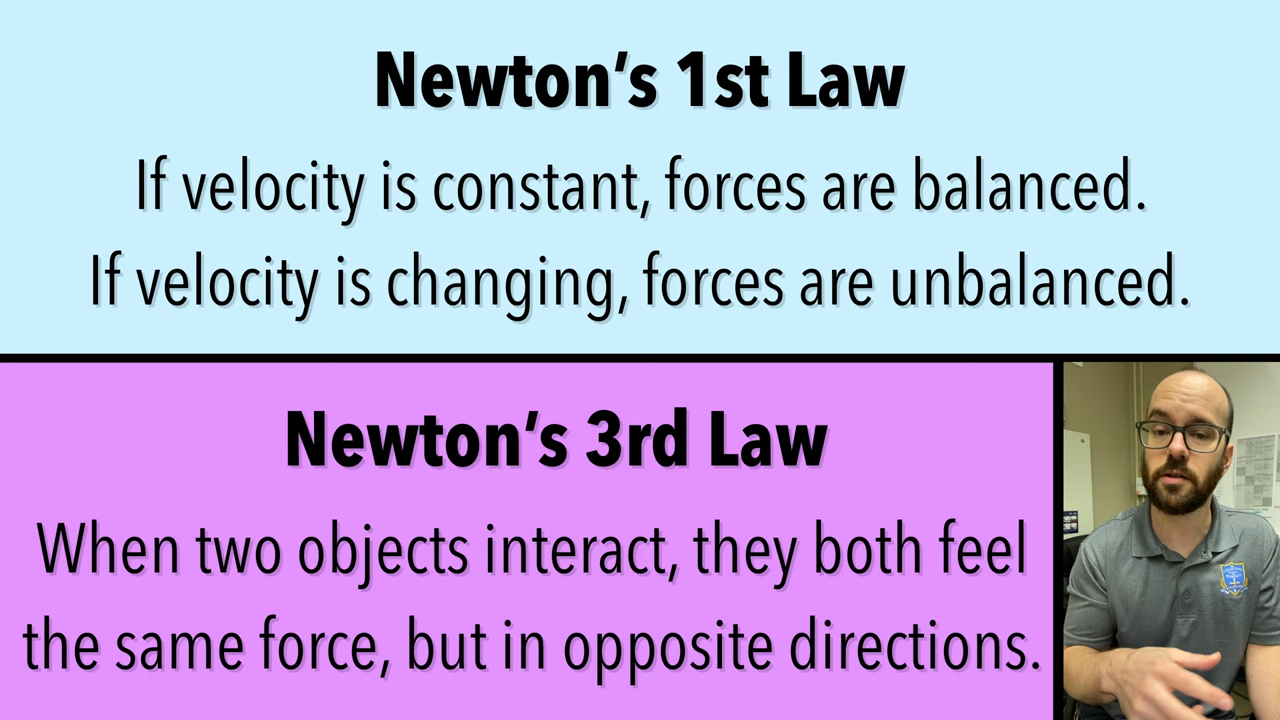 Newton’s 1st Law
If velocity is constant, forces are balanced.
If velocity is changing, forces are unbalanced.
Newton’s 3rd Law
When two objects interact, they both feel
the same force, but in opposite directions.